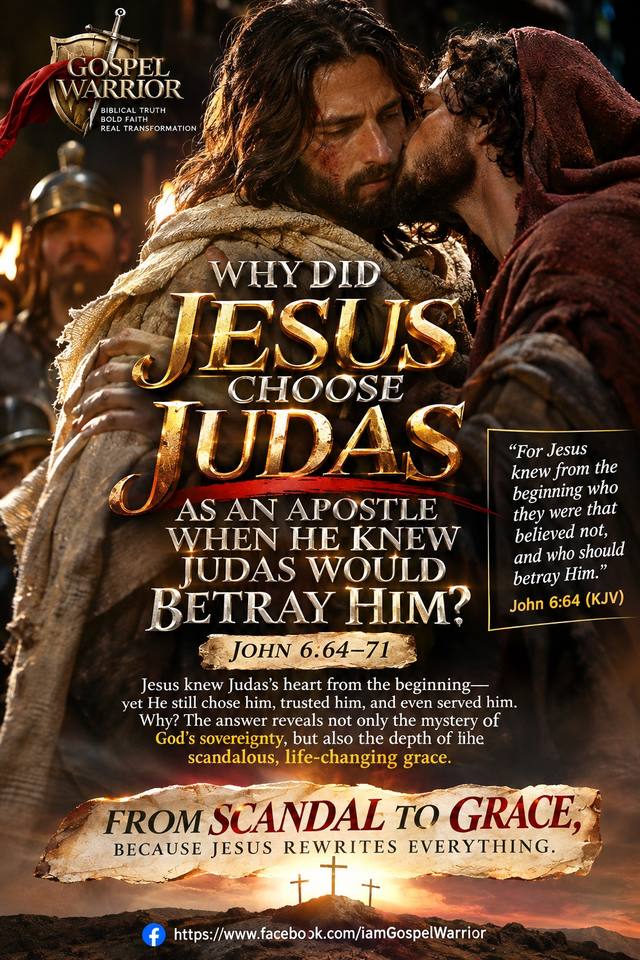 GOSPEL
WARRIOR
BIBLICAL TRUTH
BOLD FAITH
REAL TRANSFORMATION
WHY DID
JESUS
CHOOSE
JUDAS
AS AN APOSTLE
WHEN HE KNEW
JUDAS WOULD
BETRAY HIM?
"For Jesus
knew from the
beginning who
they were that
believed not,
and who should
betray Him."
John 6:64 (KJV)
JOHN 6.64–71
Jesus knew Judas's heart from the beginning—
yet He still chose him, trusted him, and even served him.
Why? The answer reveals not only the mystery of
God's sovereignty, but also the depth of
scandalous, life-changing grace.
FROM SCANDAL TO GRACE,
BECAUSE JESUS REWRITES EVERYTHING.
https://www.facebook.com/iamGospelWarrior